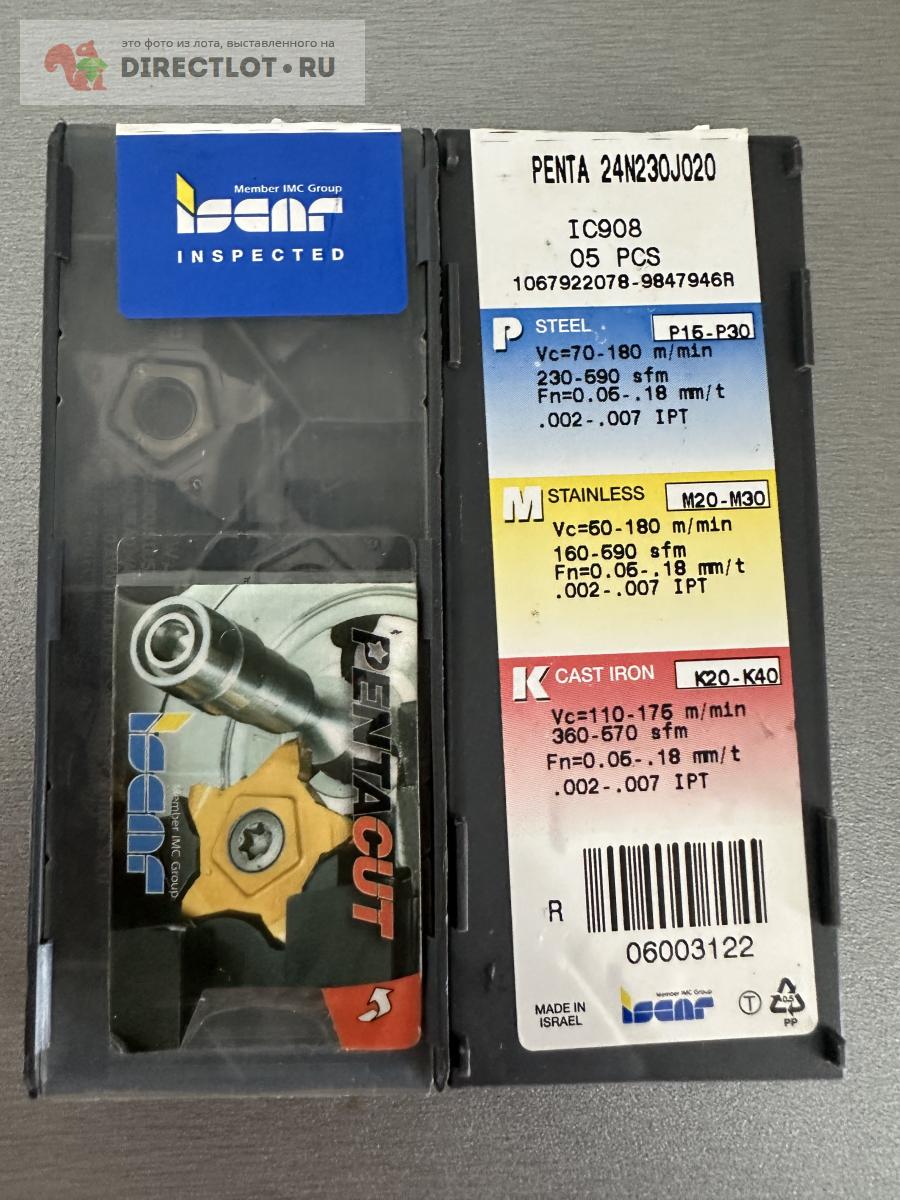 это фото из лота, выставленного на
DIRECTLOT.RU
Member IMC Group
iscar
INSPECTED
PENTACUT
iscar
Member IMC Group
PENTA 24N230J020
IC908
05 PCS
1067922078-9847946R
P STEEL P15-P30
Vc=70-180 m/min
230-590 sfm
Fn=0.05-.18 mm/t
.002-.007 IPT
M STAINLESS M20-M30
Vc=50-180 m/min
160-590 sfm
Fn=0.05-.18 mm/t
.002-.007 IPT
K CAST IRON K20-K40
Vc=110-175 m/min
360-570 sfm
Fn=0.05-.18 mm/t
.002-.007 IPT
R
06003122
MADE IN
ISRAEL
Member IMC Group
iscar
T
05
PP